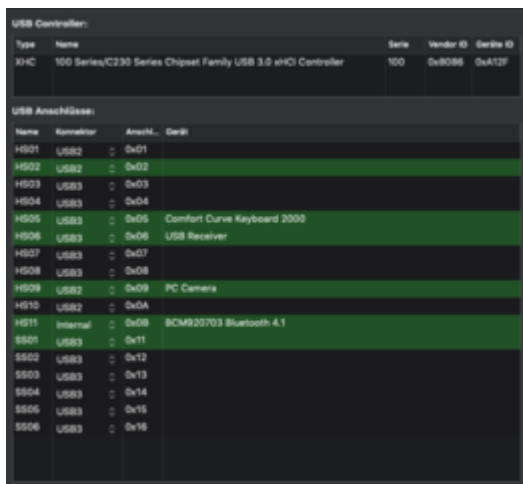 USB Controller:
Type Name Serie Vendor ID Geräte ID
XHC 100 Series/C230 Series Chipset Family USB 3.0 xHCI Controller 100 0x8086 0xA12F
USB Anschlüsse:
Name Konnektor Anschl... Gerät
HS01 USB2 0x01
HS02 USB2 0x02
HS03 USB3 0x03
HS04 USB3 0x04
HS05 USB3 0x05 Comfort Curve Keyboard 2000
HS06 USB3 0x06 USB Receiver
HS07 USB3 0x07
HS08 USB3 0x08
HS09 USB2 0x09 PC Camera
HS10 USB2 0x0A
HS11 Internal 0x0B BCM920703 Bluetooth 4.1
SS01 USB3 0x11
SS02 USB3 0x12
SS03 USB3 0x13
SS04 USB3 0x14
SS05 USB3 0x15
SS06 USB3 0x16